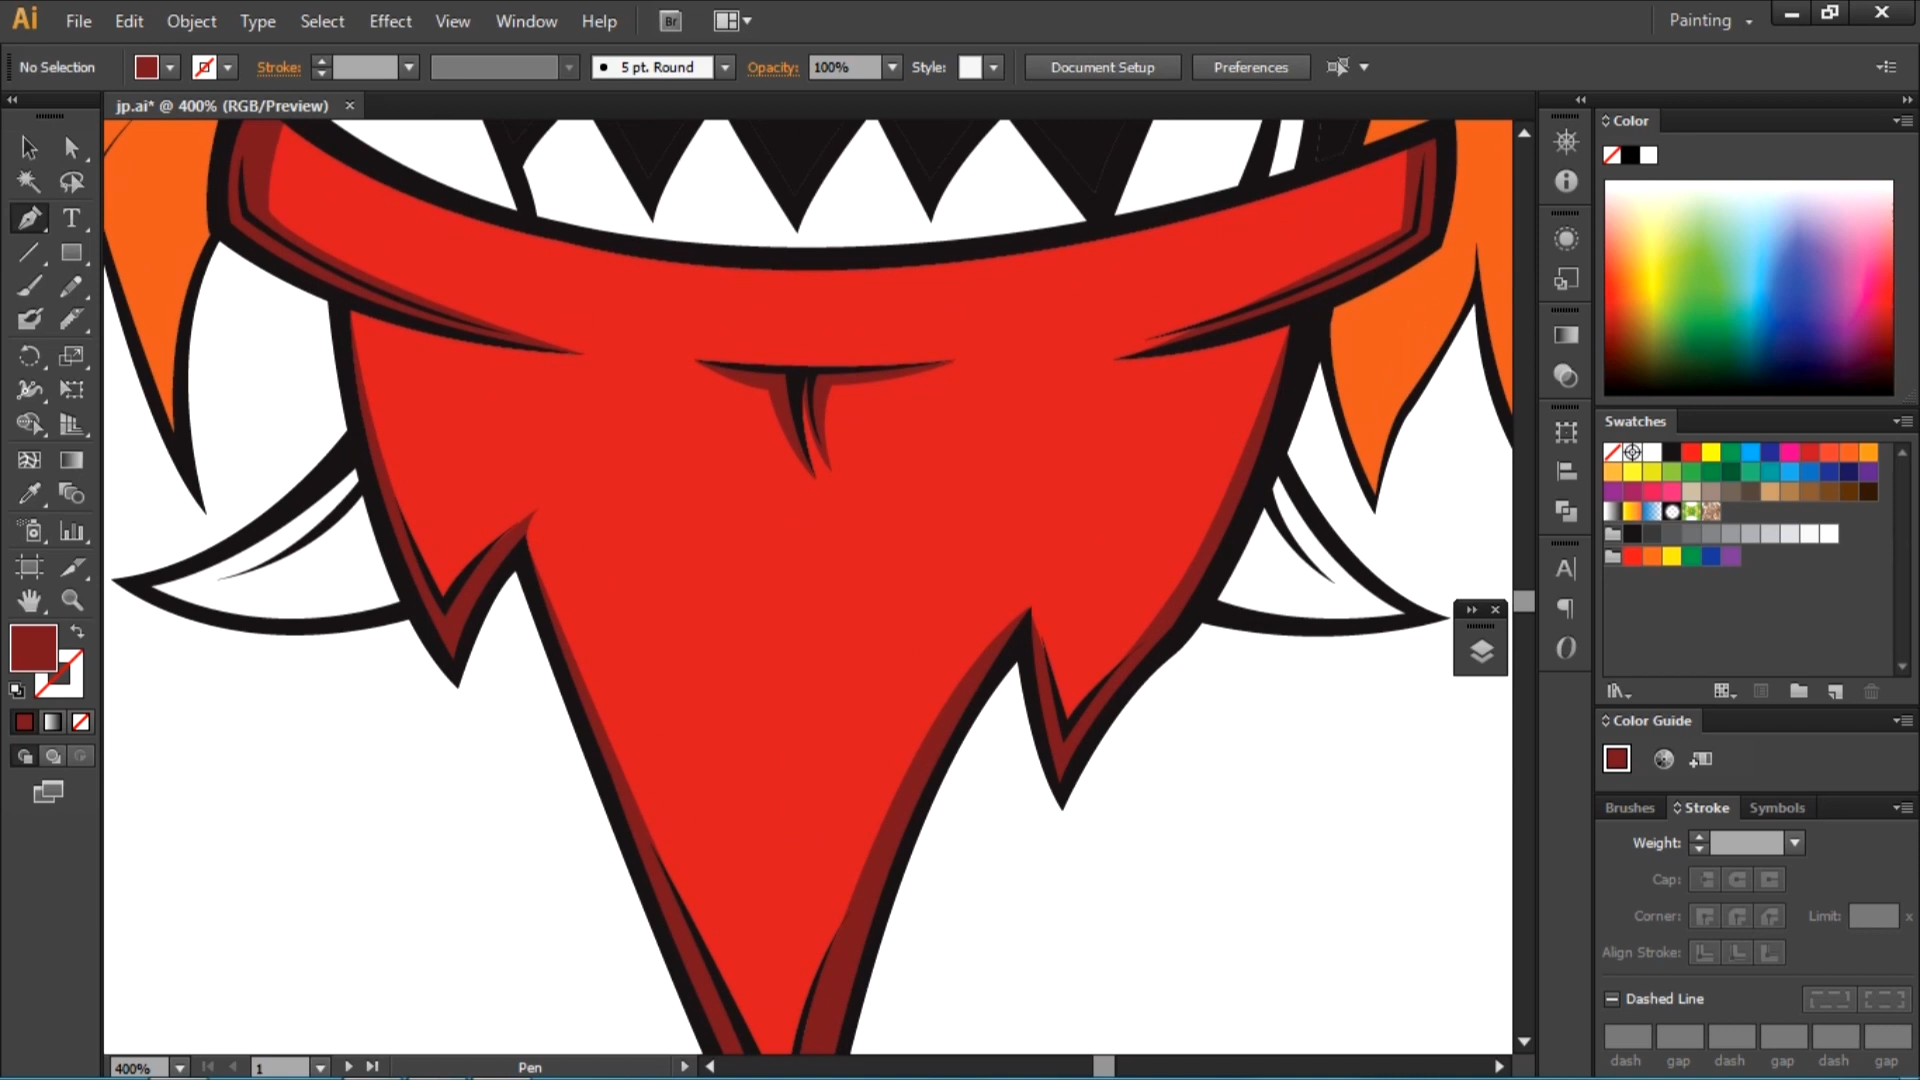 Ai File Edit Object Type Select Effect View Window Help Br Painting
No Selection Stroke: 5 pt. Round Opacity: 100% Style: Document Setup Preferences
jp.ai* @ 400% (RGB/Preview)
Color
Swatches
Color Guide
Brushes Stroke Symbols
Weight:
Cap:
Corner: Limit: x
Align Stroke:
Dashed Line
dash gap dash gap dash gap
400% 1 Pen